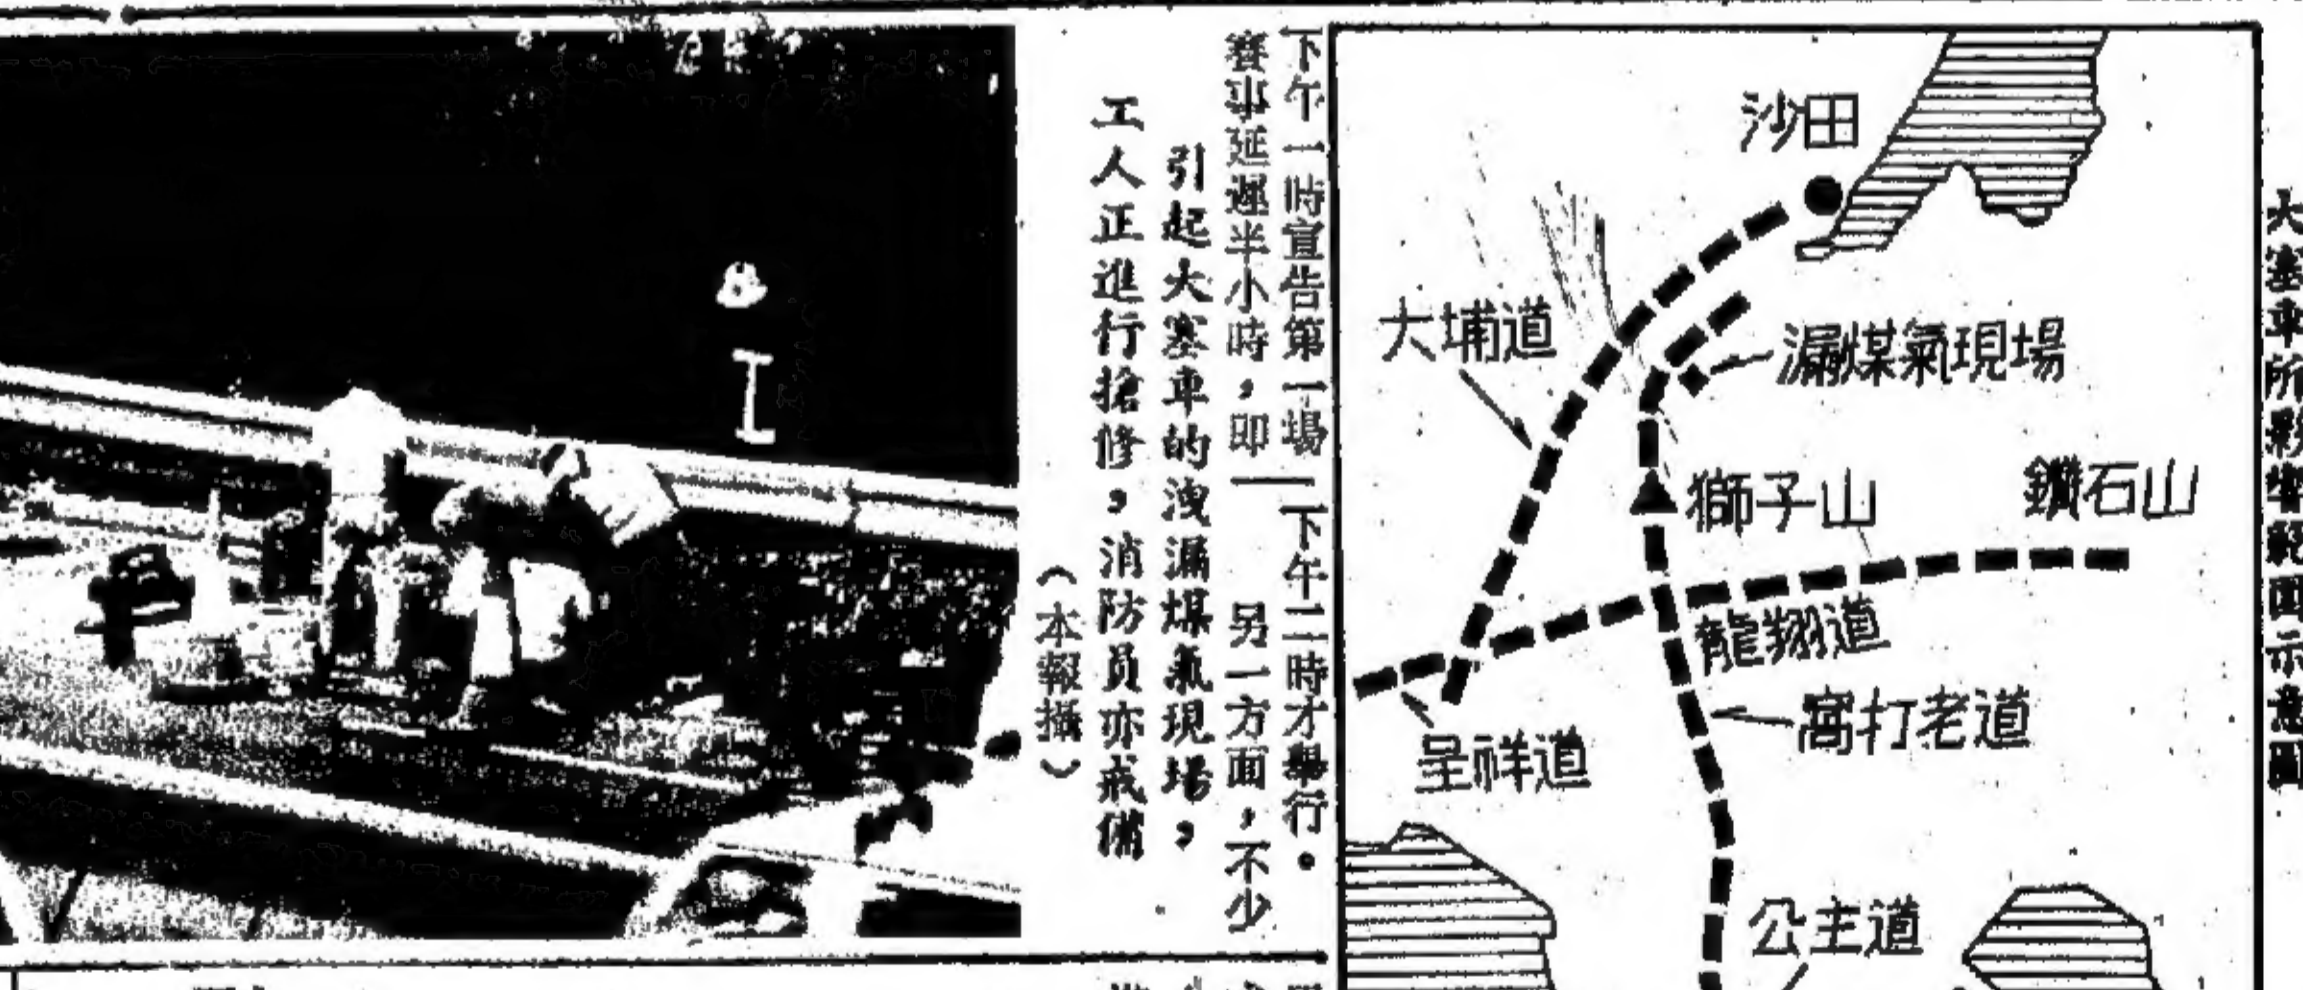 大塞車所影響範圍示意圖
沙田
大埔道
漏煤氣現場
獅子山
鑽石山
龍翔道
窩打老道
呈祥道
公主道
下午一時宣告第一場
賽事延遲半小時，即
下午二時才舉行。
另一方面，不少
引起大塞車的洩漏煤氣現場，
工人正進行搶修，消防員亦戒備
（本報攝）